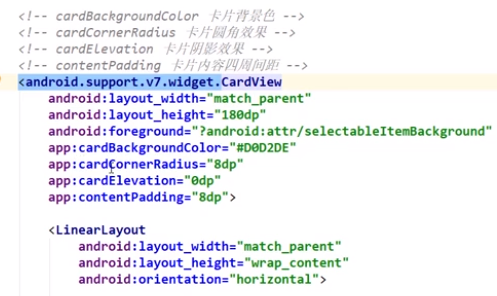 <!-- cardBackgroundColor 卡片背景色 -->
<!-- cardCornerRadius 卡片圆角效果 -->
<!-- cardElevation 卡片阴影效果 -->
<!-- contentPadding 卡片内容四周间距 -->
<android.support.v7.widget.CardView
    android:layout_width="match_parent"
    android:layout_height="180dp"
    android:foreground="?android:attr/selectableItemBackground"
    app:cardBackgroundColor="#D0D2DE"
    app:cardCornerRadius="8dp"
    app:cardElevation="0dp"
    app:contentPadding="8dp">
    <LinearLayout
        android:layout_width="match_parent"
        android:layout_height="wrap_content"
        android:orientation="horizontal">